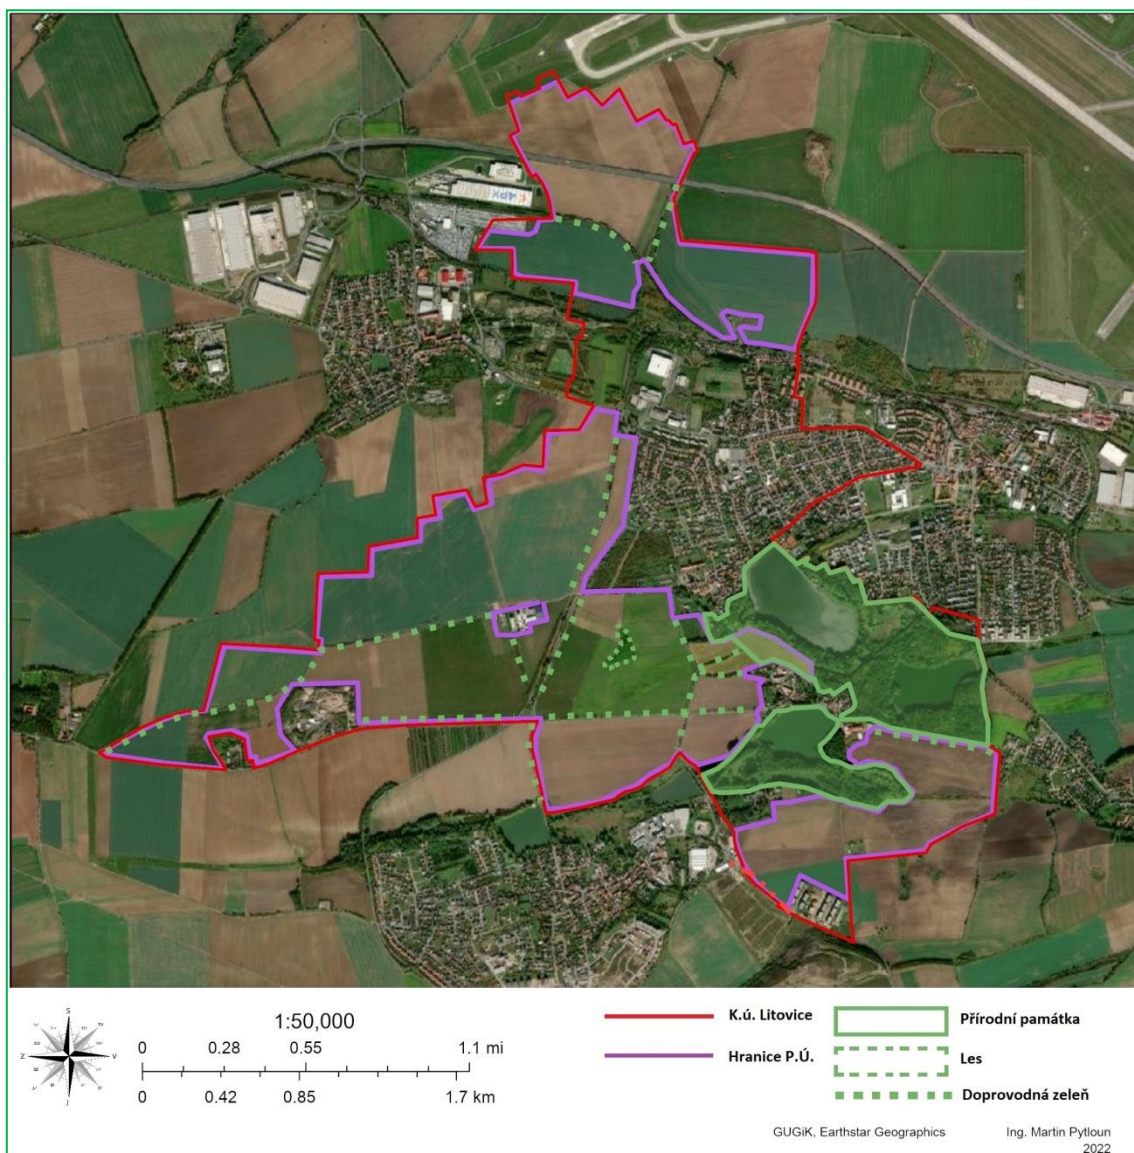 S
Z
V
J
1:50,000
0 0.28 0.55 1.1 mi
0 0.42 0.85 1.7 km
K.ú. Litovice
Hranice P.Ú.
Přírodní památka
Les
Doprovodná zeleň
GUGiK, Earthstar Geographics
Ing. Martin Pytloun
2022